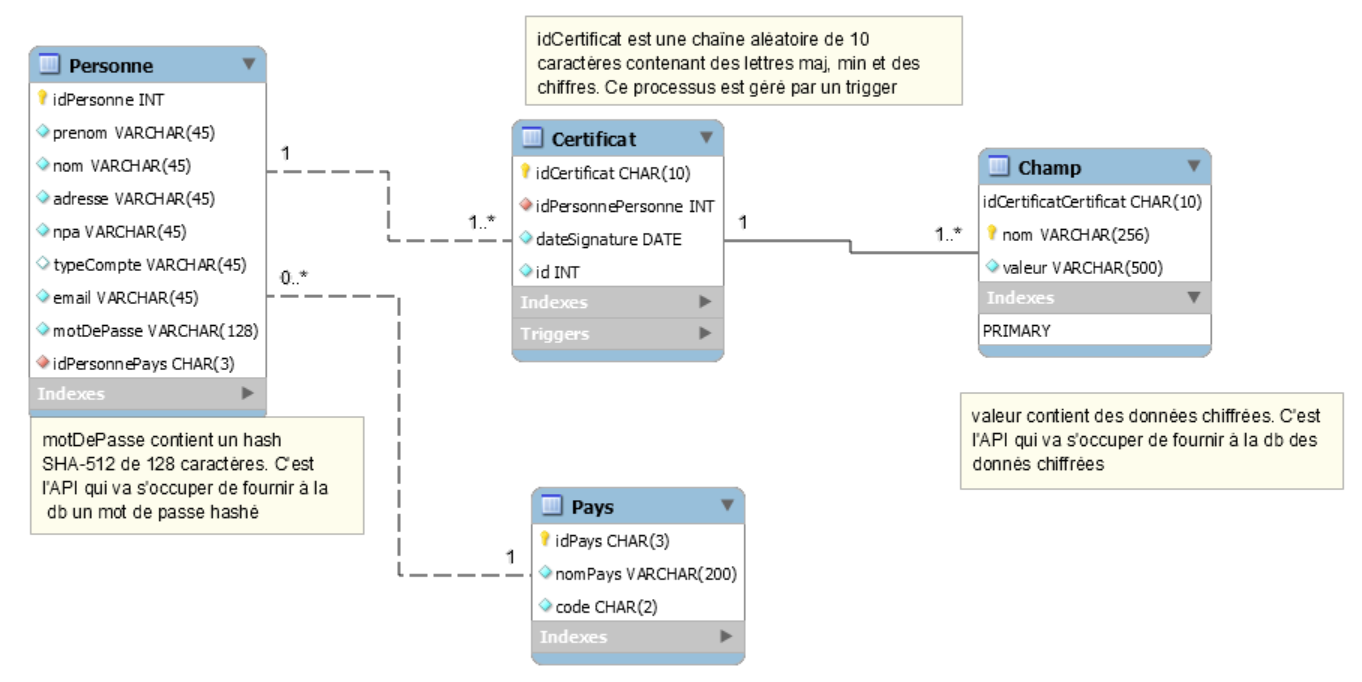 idCertificat est une chaîne aléatoire de 10
caractères contenant des lettres maj, min et des
chiffres. Ce processus est géré par un trigger
Personne
idPersonne INT
prenom VARCHAR(45)
nom VARCHAR(45)
adresse VARCHAR(45)
npa VARCHAR(45)
typeCompte VARCHAR(45)
email VARCHAR(45)
motDePasse VARCHAR(128)
idPersonnePays CHAR(3)
Indexes
motDePasse contient un hash
SHA-512 de 128 caractères. C'est
l'API qui va s'occuper de fournir à la
db un mot de passe hashé
1
1..*
0..*
1
Certificat
idCertificat CHAR(10)
idPersonnePersonne INT
dateSignature DATE
id INT
Indexes
Triggers
1
1..*
Champ
idCertificatCertificat CHAR(10)
nom VARCHAR(256)
valeur VARCHAR(500)
Indexes
PRIMARY
valeur contient des données chiffrées. C'est
l'API qui va s'occuper de fournir à la db des
donnés chiffrées
Pays
idPays CHAR(3)
nomPays VARCHAR(200)
code CHAR(2)
Indexes